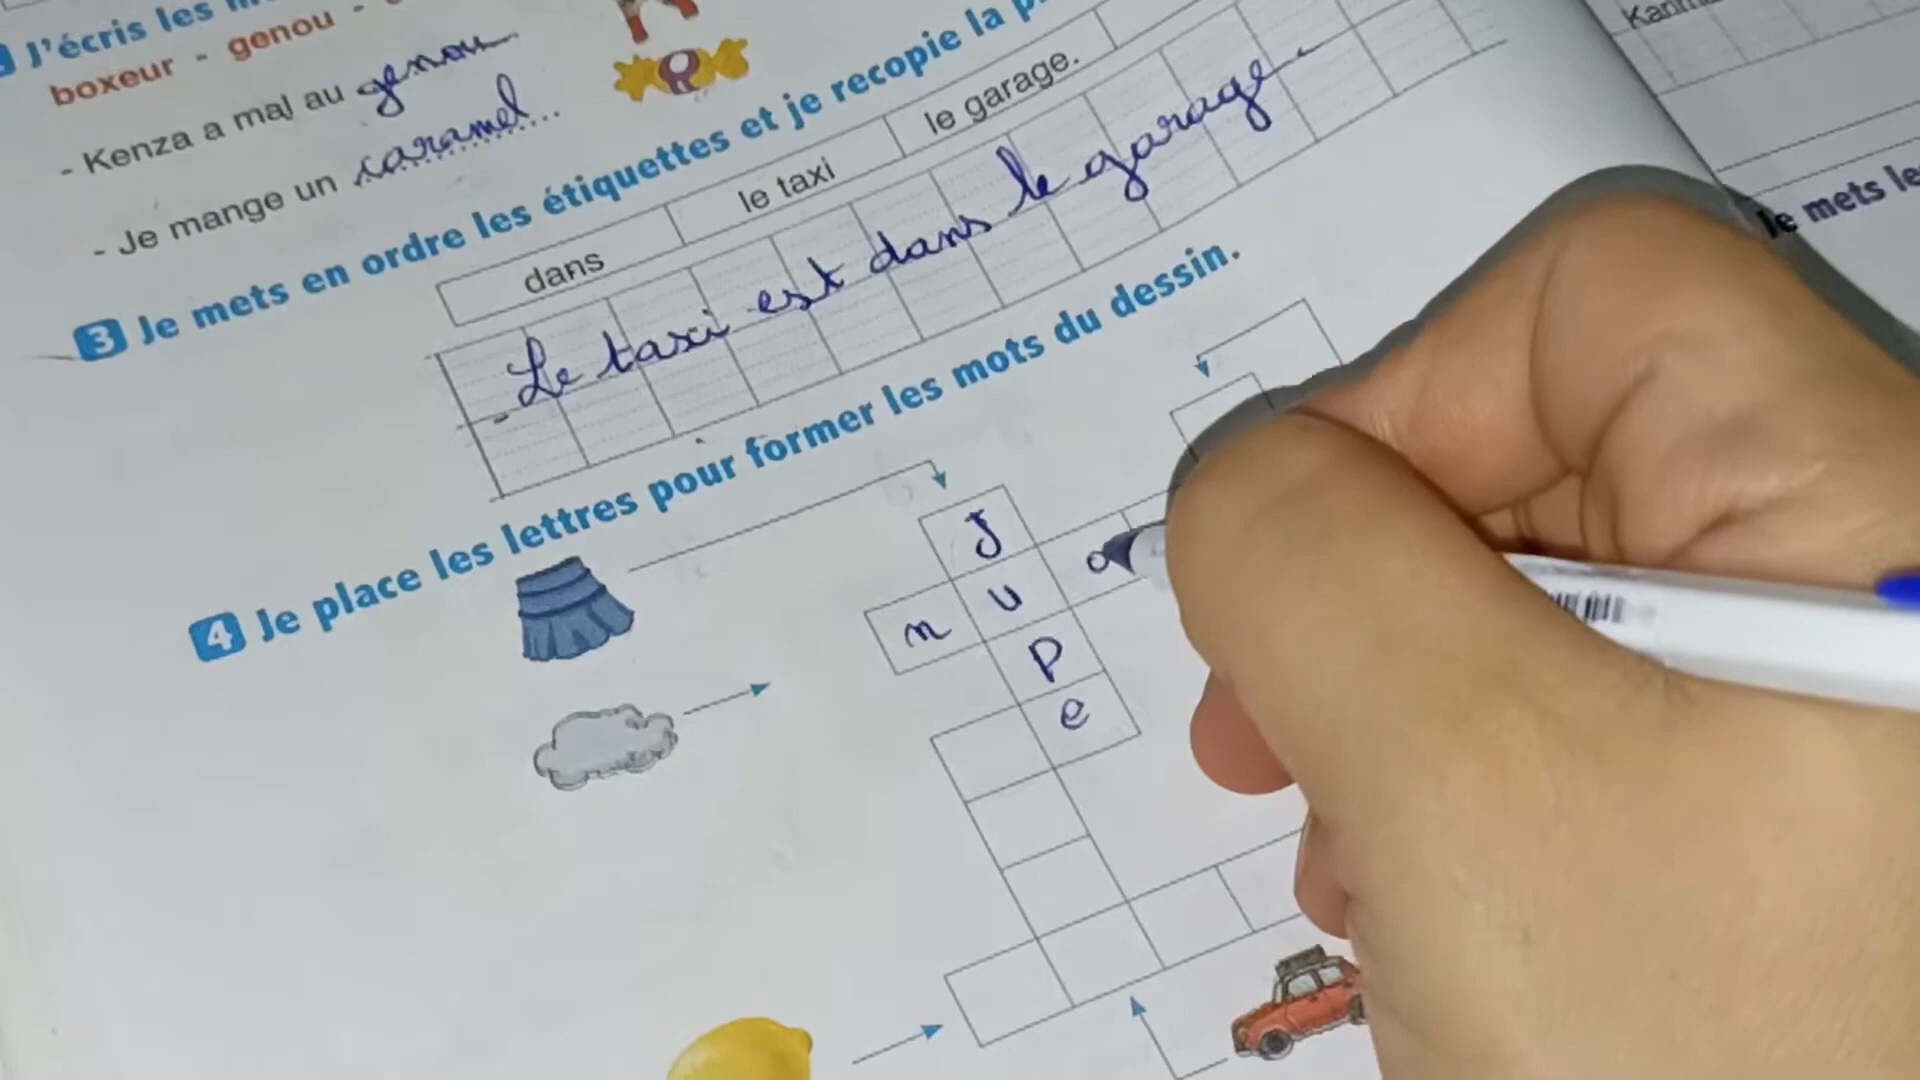 J'écris les
boxeur - genou -
- Kenza a mal au genou
- Je mange un caramel
3 Je mets en ordre les étiquettes et je recopie la
dans le taxi le garage.
Le taxi est dans le garage.
4 Je place les lettres pour former les mots du dessin.
J
n u a
p
e
Je mets